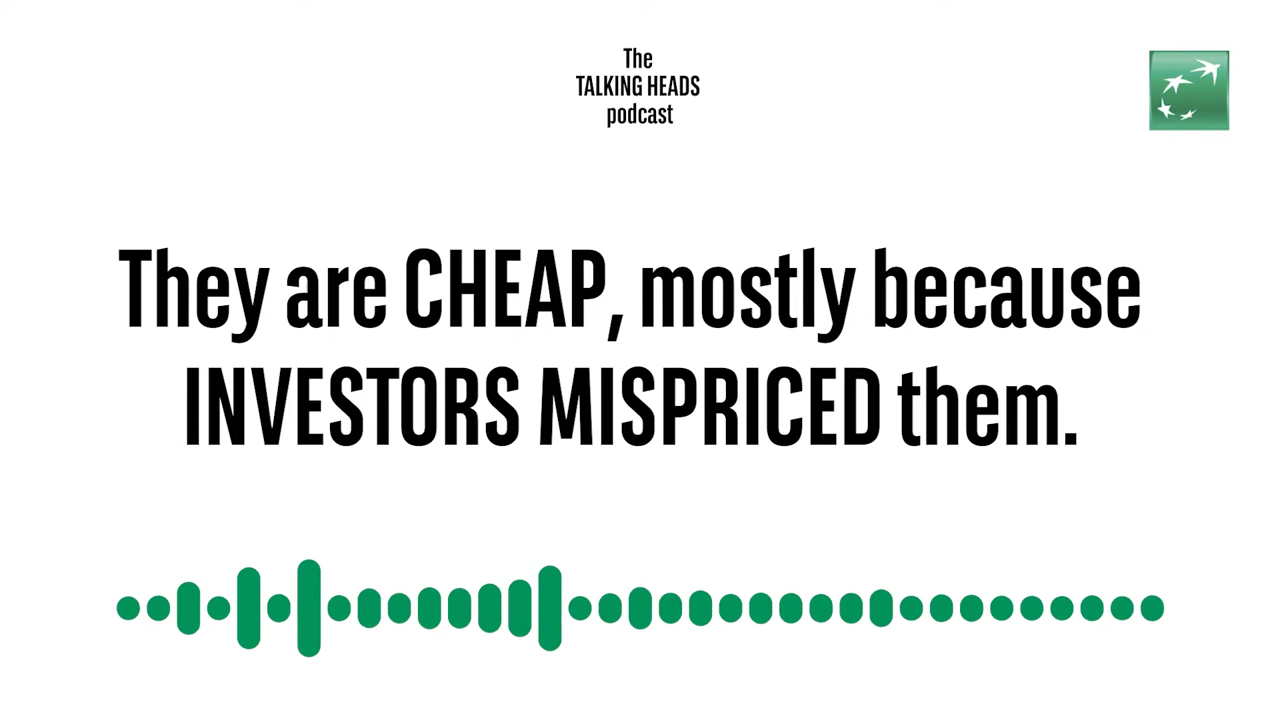 The
TALKING HEADS
podcast
They are CHEAP, mostly because
INVESTORS MISPRICED them.